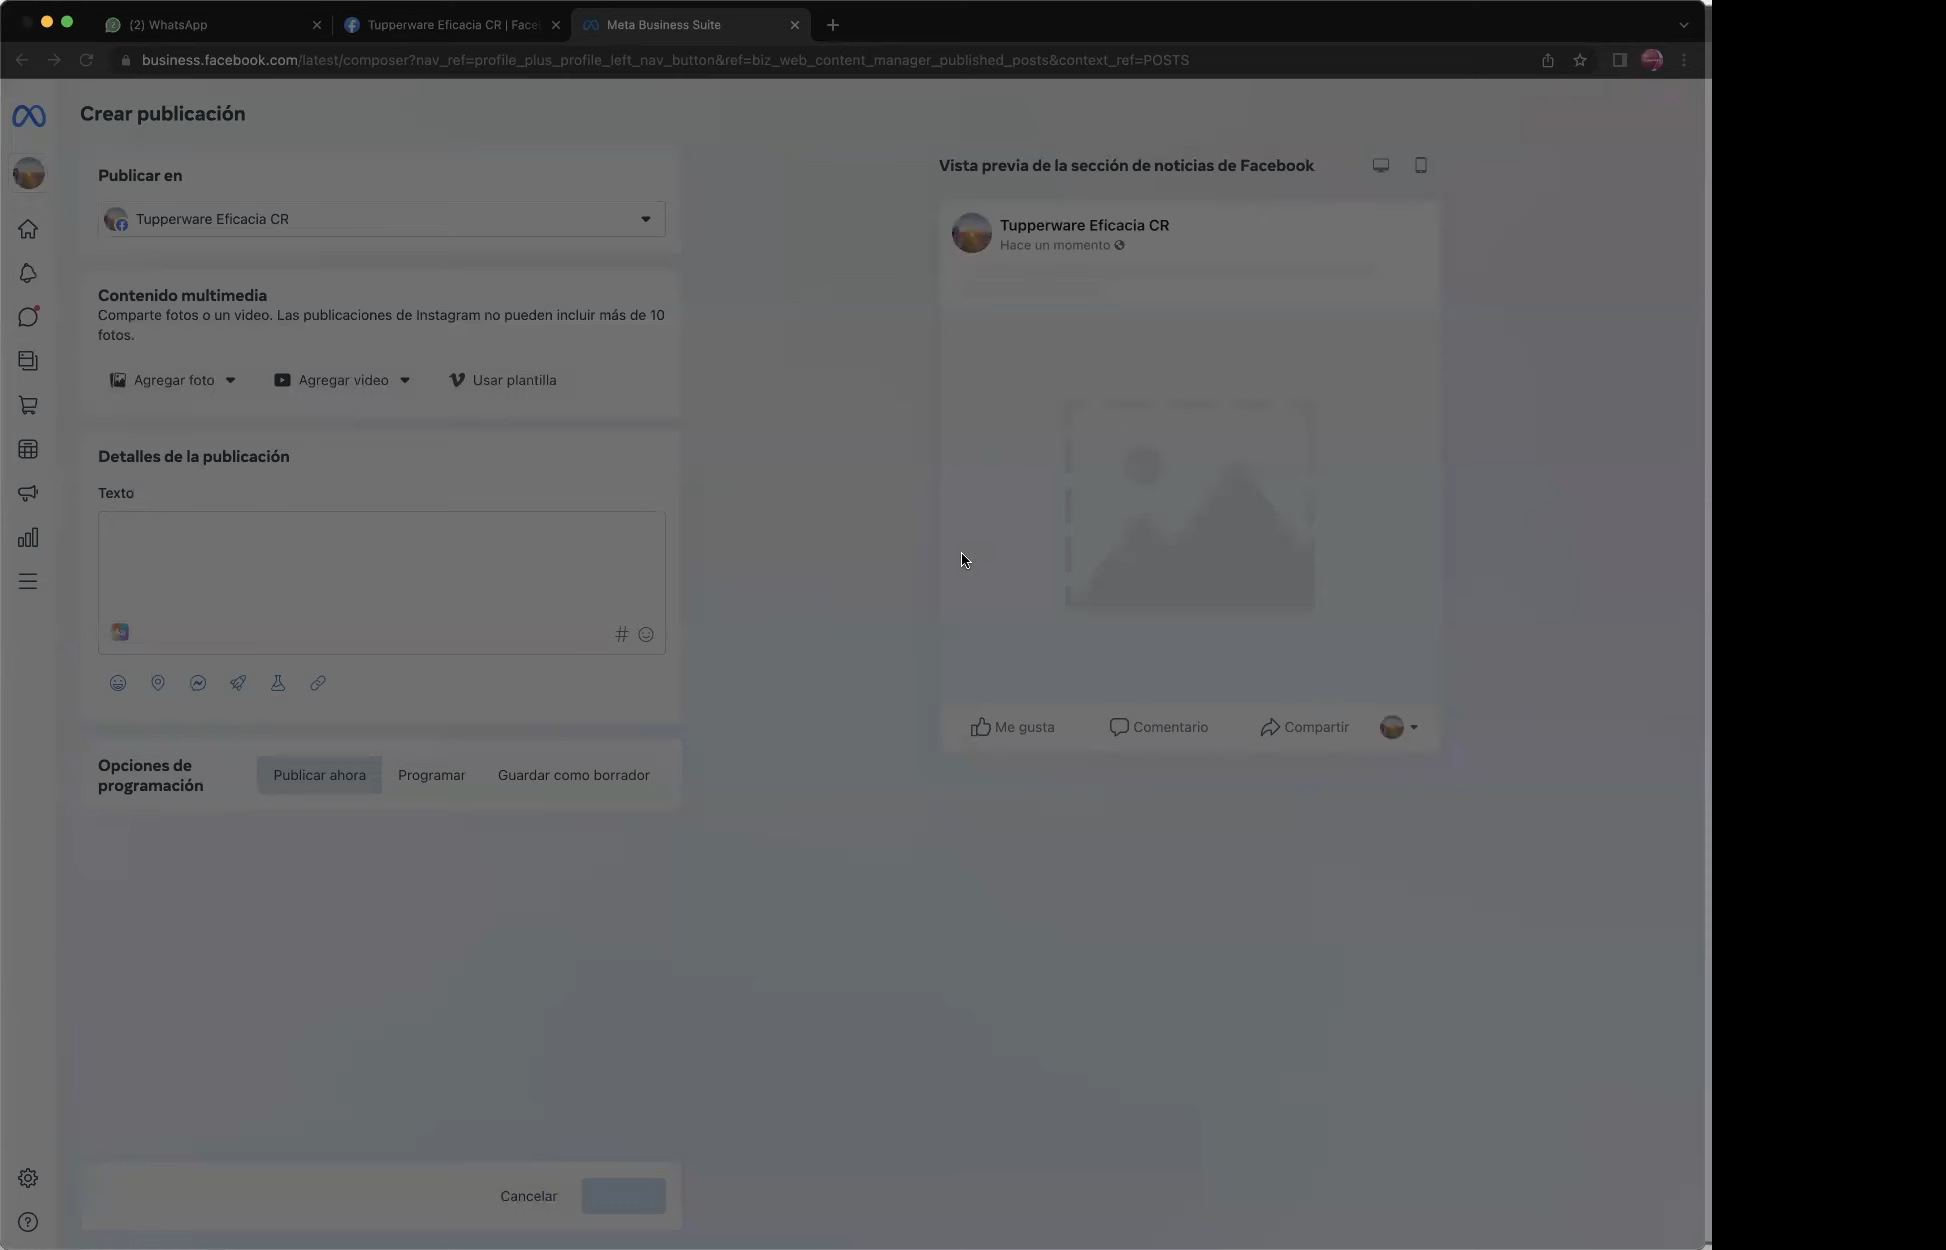 (2) WhatsApp
Tupperware Eficacia CR | Face
Meta Business Suite
business.facebook.com/latest/composer?nav_ref=profile_plus_profile_left_nav_button&ref=biz_web_content_manager_published_posts&context_ref=POSTS
Crear publicación
Publicar en
Tupperware Eficacia CR
Contenido multimedia
Comparte fotos o un video. Las publicaciones de Instagram no pueden incluir más de 10
fotos.
Agregar foto
Agregar video
Usar plantilla
Detalles de la publicación
Texto
Opciones de
programación
Publicar ahora
Programar
Guardar como borrador
Cancelar
Vista previa de la sección de noticias de Facebook
Tupperware Eficacia CR
Hace un momento
Me gusta
Comentario
Compartir